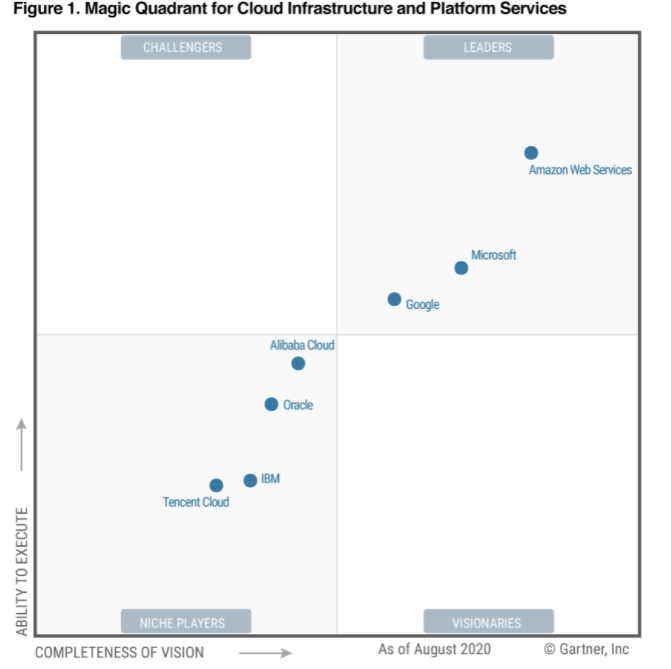 Figure 1. Magic Quadrant for Cloud Infrastructure and Platform Services
CHALLENGERS
LEADERS
Amazon Web Services
Microsoft
Google
Alibaba Cloud
Oracle
IBM
Tencent Cloud
NICHE PLAYERS
VISIONARIES
ABILITY TO EXECUTE
COMPLETENESS OF VISION
As of August 2020
© Gartner, Inc